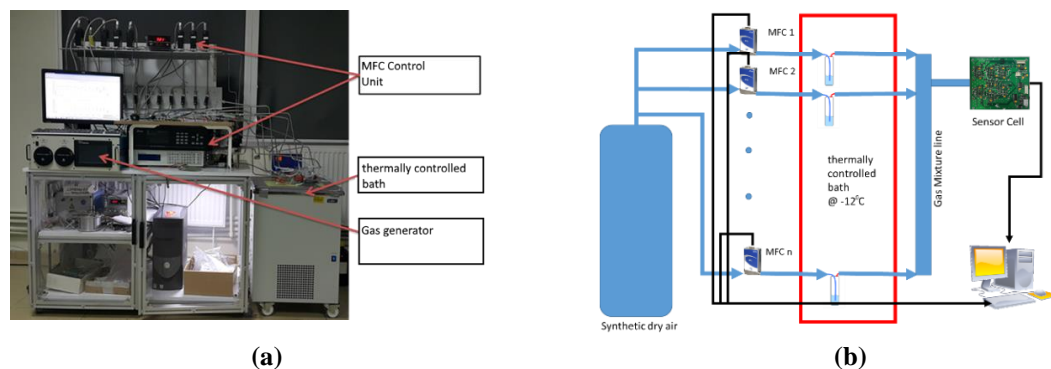 MFC Control
Unit
thermally controlled
bath
Gas generator
(a)
MFC 1
MFC 2
MFC n
Synthetic dry air
thermally
controlled
bath
@ -12⁰C
Gas Mixture line
Sensor Cell
(b)